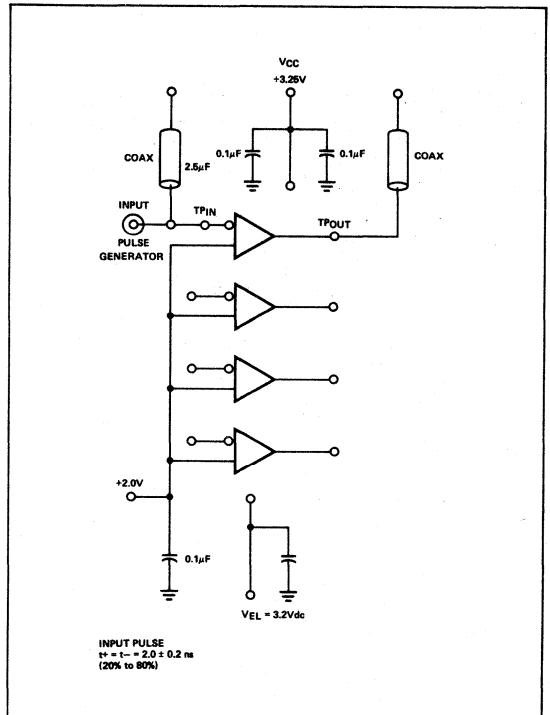 VCC
+3.25V
0.1µF
0.1µF
COAX
2.5µF
COAX
INPUT
TPIN
TPOUT
PULSE
GENERATOR
+2.0V
0.1µF
VEL = 3.2Vdc
INPUT PULSE
t+ = t– = 2.0 ± 0.2 ns
(20% to 80%)